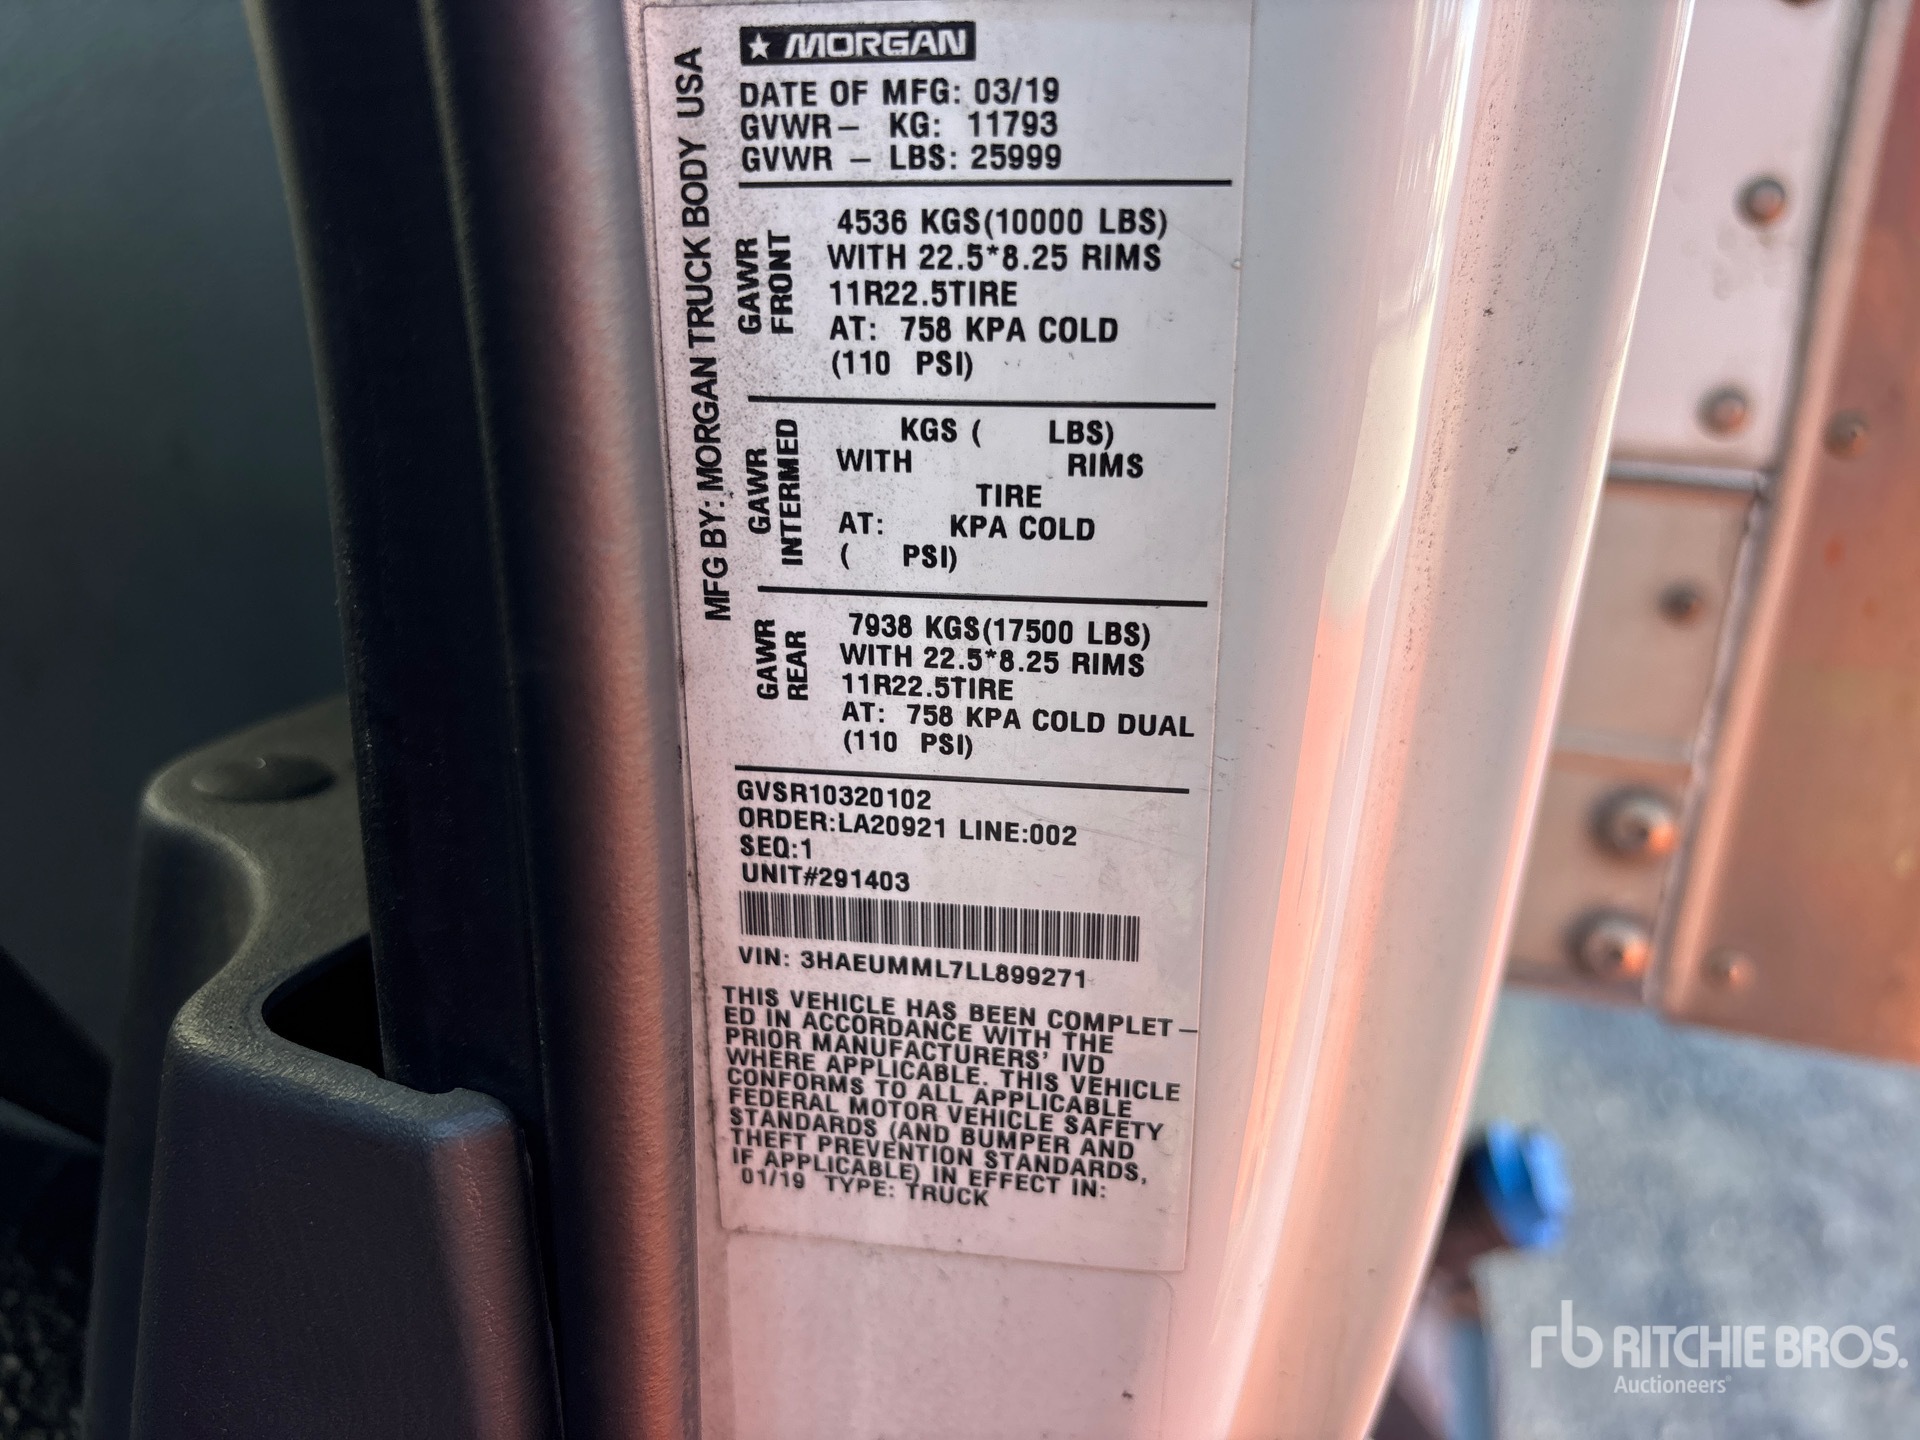 MORGAN
MFG BY: MORGAN TRUCK BODY USA
DATE OF MFG: 03/19
GVWR- KG: 11793
GVWR - LBS: 25999
GAWR FRONT
4536 KGS(10000 LBS)
WITH 22.5*8.25 RIMS
11R22.5TIRE
AT: 758 KPA COLD
(110 PSI)
GAWR INTERMED
KGS ( LBS)
WITH RIMS
TIRE
AT: KPA COLD
( PSI)
GAWR REAR
7938 KGS(17500 LBS)
WITH 22.5*8.25 RIMS
11R22.5TIRE
AT: 758 KPA COLD DUAL
(110 PSI)
GVSR10320102
ORDER:LA20921 LINE:002
SEQ:1
UNIT#291403
VIN: 3HAEUMML7LL899271
THIS VEHICLE HAS BEEN COMPLET-
ED IN ACCORDANCE WITH THE
PRIOR MANUFACTURERS' IVD
WHERE APPLICABLE. THIS VEHICLE
CONFORMS TO ALL APPLICABLE
FEDERAL MOTOR VEHICLE SAFETY
STANDARDS (AND BUMPER AND
THEFT PREVENTION STANDARDS,
IF APPLICABLE) IN EFFECT IN:
01/19 TYPE: TRUCK
rb RITCHIE BROS.
Auctioneers